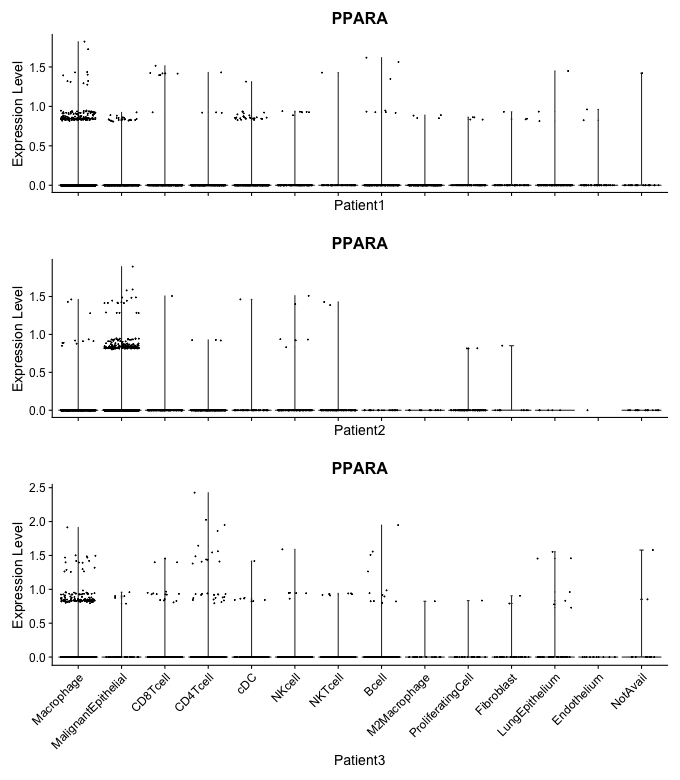 PPARA
Expression Level
1.5
1.0
0.5
0.0
Patient1
PPARA
Expression Level
1.5
1.0
0.5
0.0
Patient2
PPARA
Expression Level
2.5
2.0
1.5
1.0
0.5
0.0
Macrophage
MalignantEpithelial
CD8Tcell
CD4Tcell
cDC
NKcell
NKTcell
Bcell
M2Macrophage
ProliferatingCell
Fibroblast
LungEpithelium
Endothelium
NotAvail
Patient3